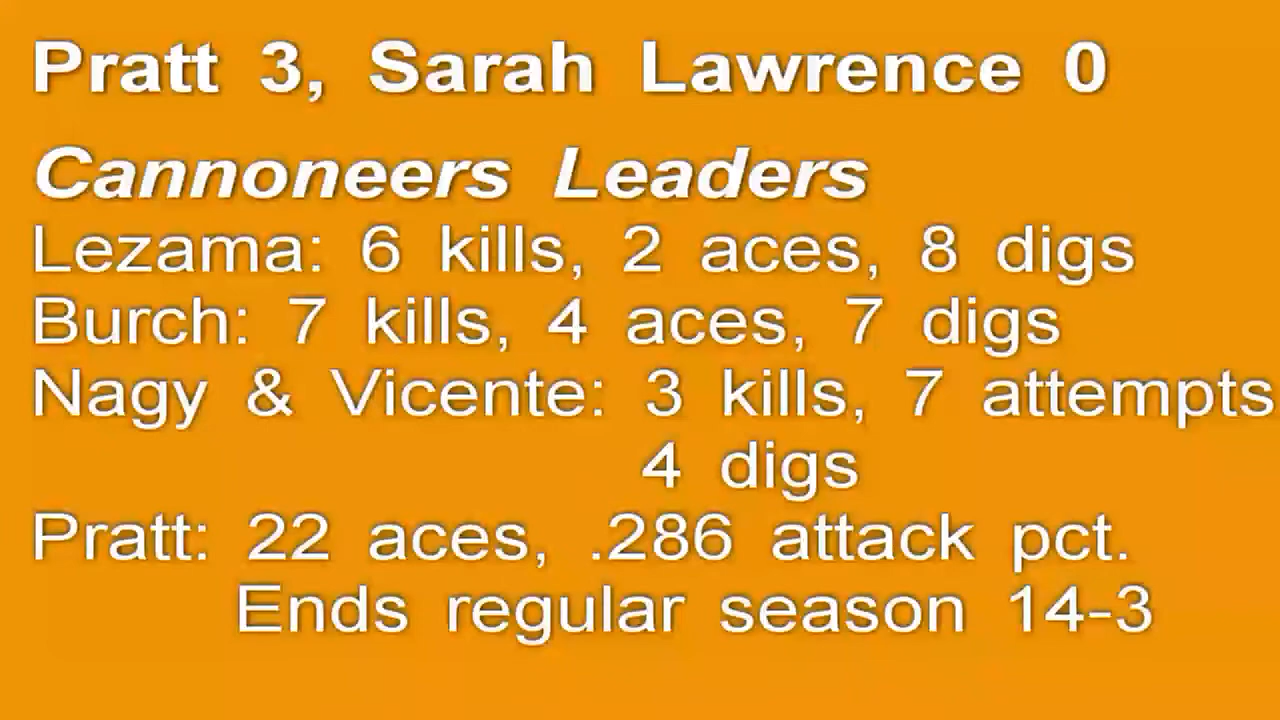 Pratt 3, Sarah Lawrence 0
Cannoneers Leaders
Lezama: 6 kills, 2 aces, 8 digs
Burch: 7 kills, 4 aces, 7 digs
Nagy & Vicente: 3 kills, 7 attempts
4 digs
Pratt: 22 aces, .286 attack pct.
Ends regular season 14-3